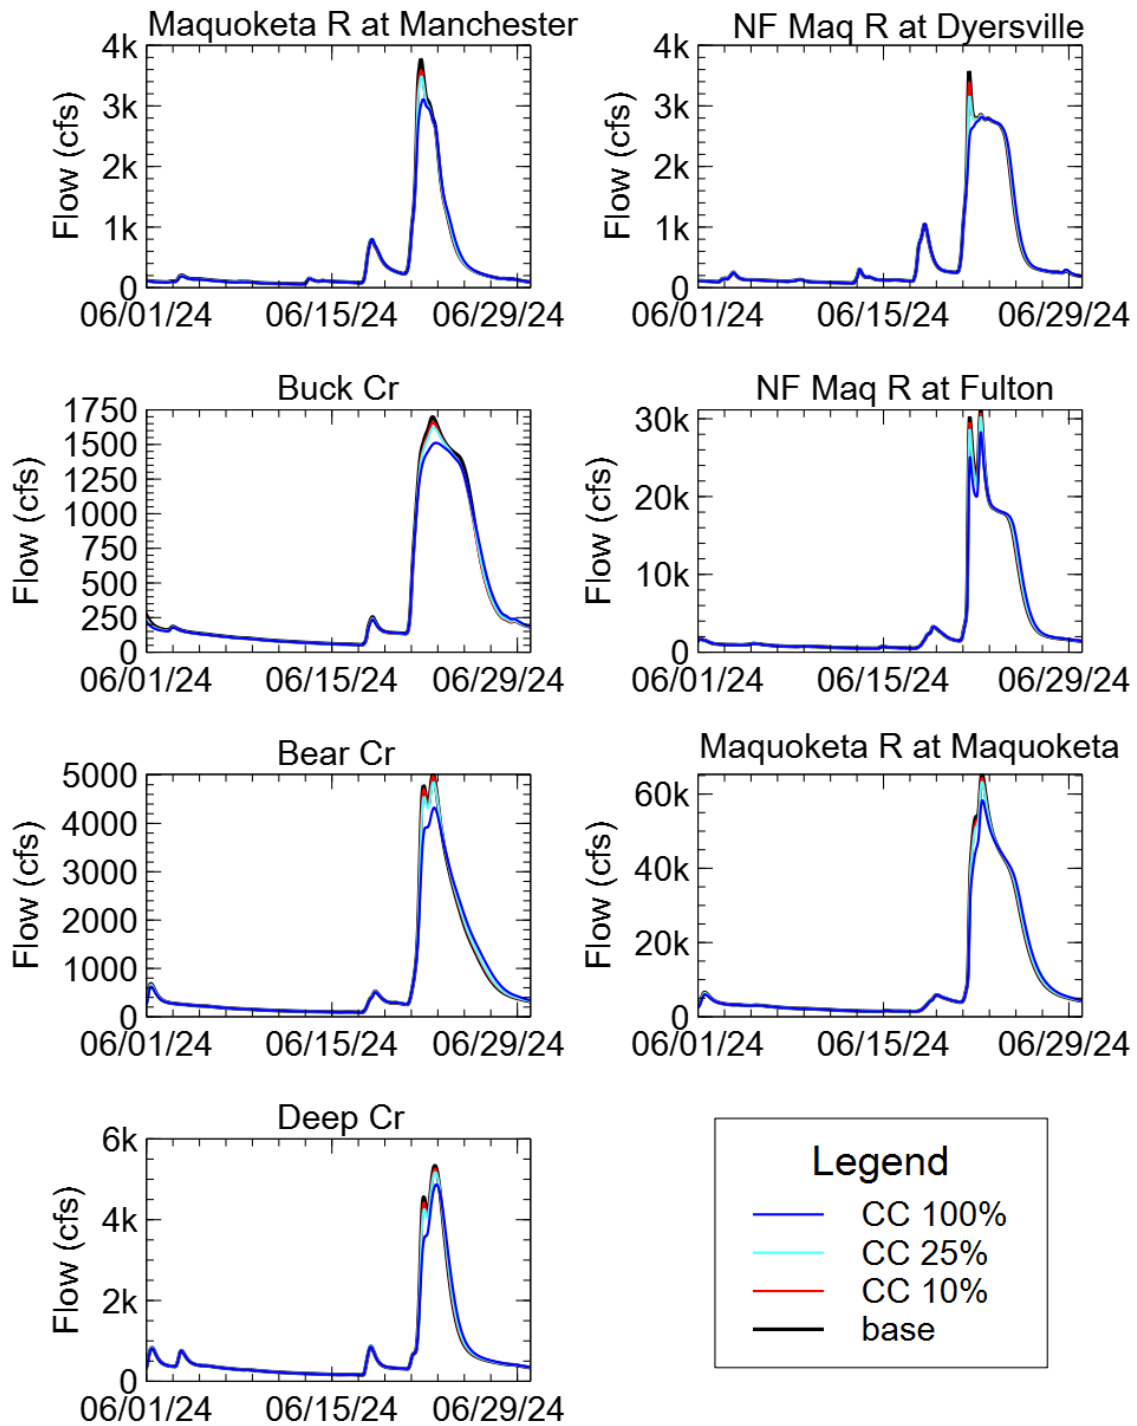 Maquoketa R at Manchester
4k
3k
2k
1k
0
Flow (cfs)
06/01/24 06/15/24 06/29/24
NF Maq R at Dyersville
4k
3k
2k
1k
0
Flow (cfs)
06/01/24 06/15/24 06/29/24
Buck Cr
1750
1500
1250
1000
750
500
250
0
Flow (cfs)
06/01/24 06/15/24 06/29/24
NF Maq R at Fulton
30k
20k
10k
0
Flow (cfs)
06/01/24 06/15/24 06/29/24
Bear Cr
5000
4000
3000
2000
1000
0
Flow (cfs)
06/01/24 06/15/24 06/29/24
Maquoketa R at Maquoketa
60k
40k
20k
0
Flow (cfs)
06/01/24 06/15/24 06/29/24
Deep Cr
6k
4k
2k
0
Flow (cfs)
06/01/24 06/15/24 06/29/24
Legend
CC 100%
CC 25%
CC 10%
base